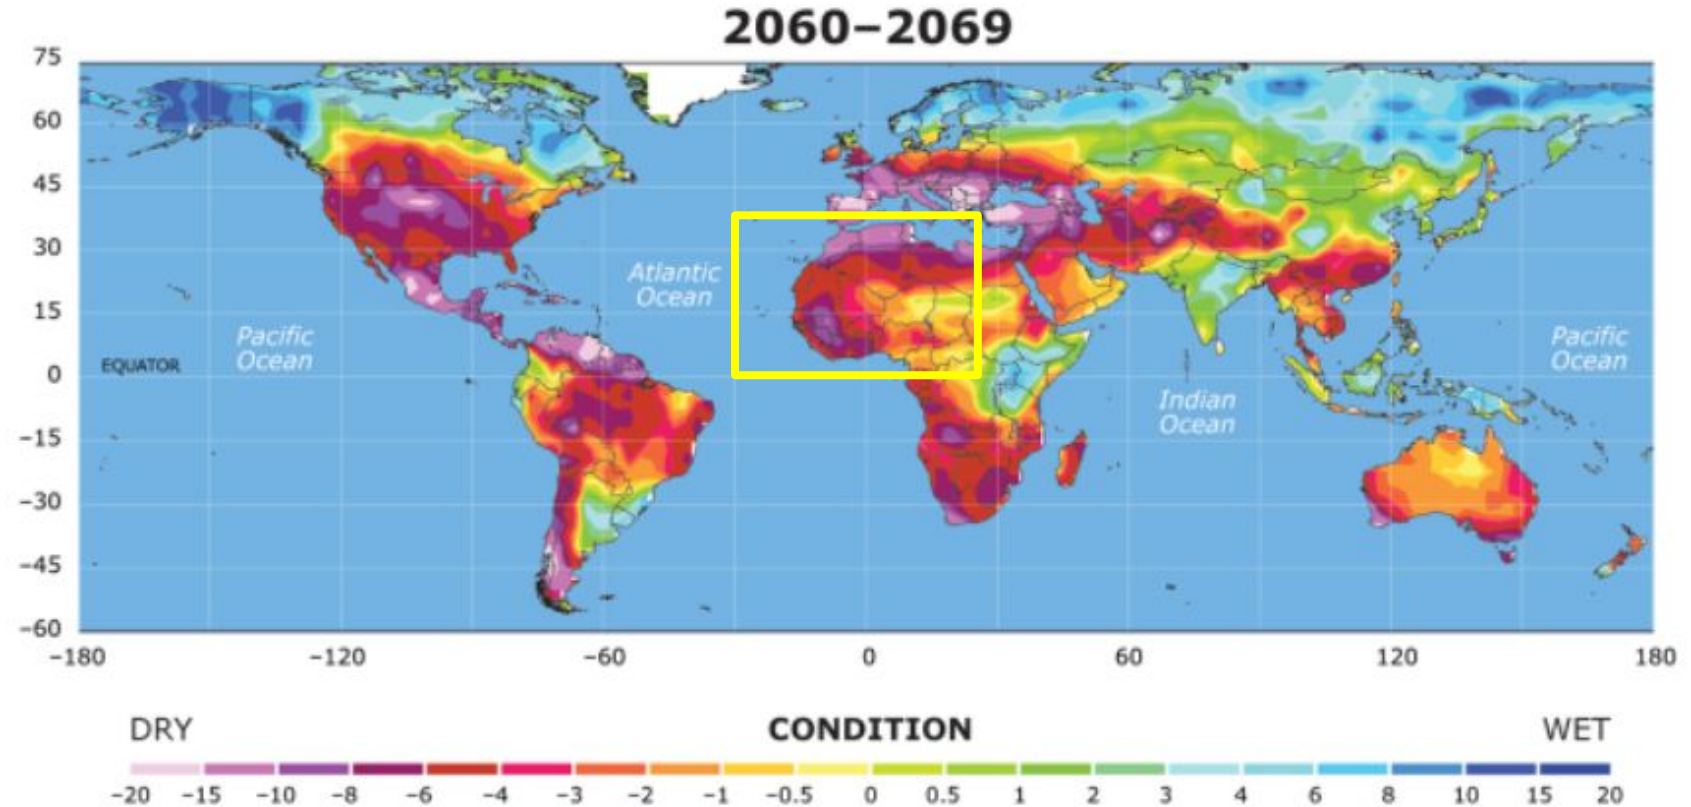 2060–2069
75
60
45
30
15
0
−15
−30
−45
−60
Atlantic
Ocean
Pacific
Ocean
EQUATOR
Indian
Ocean
Pacific
Ocean
−180
−120
−60
0
60
120
180
DRY
CONDITION
WET
−20 −15 −10 −8 −6 −4 −3 −2 −1 −0.5 0 0.5 1 2 3 4 6 8 10 15 20